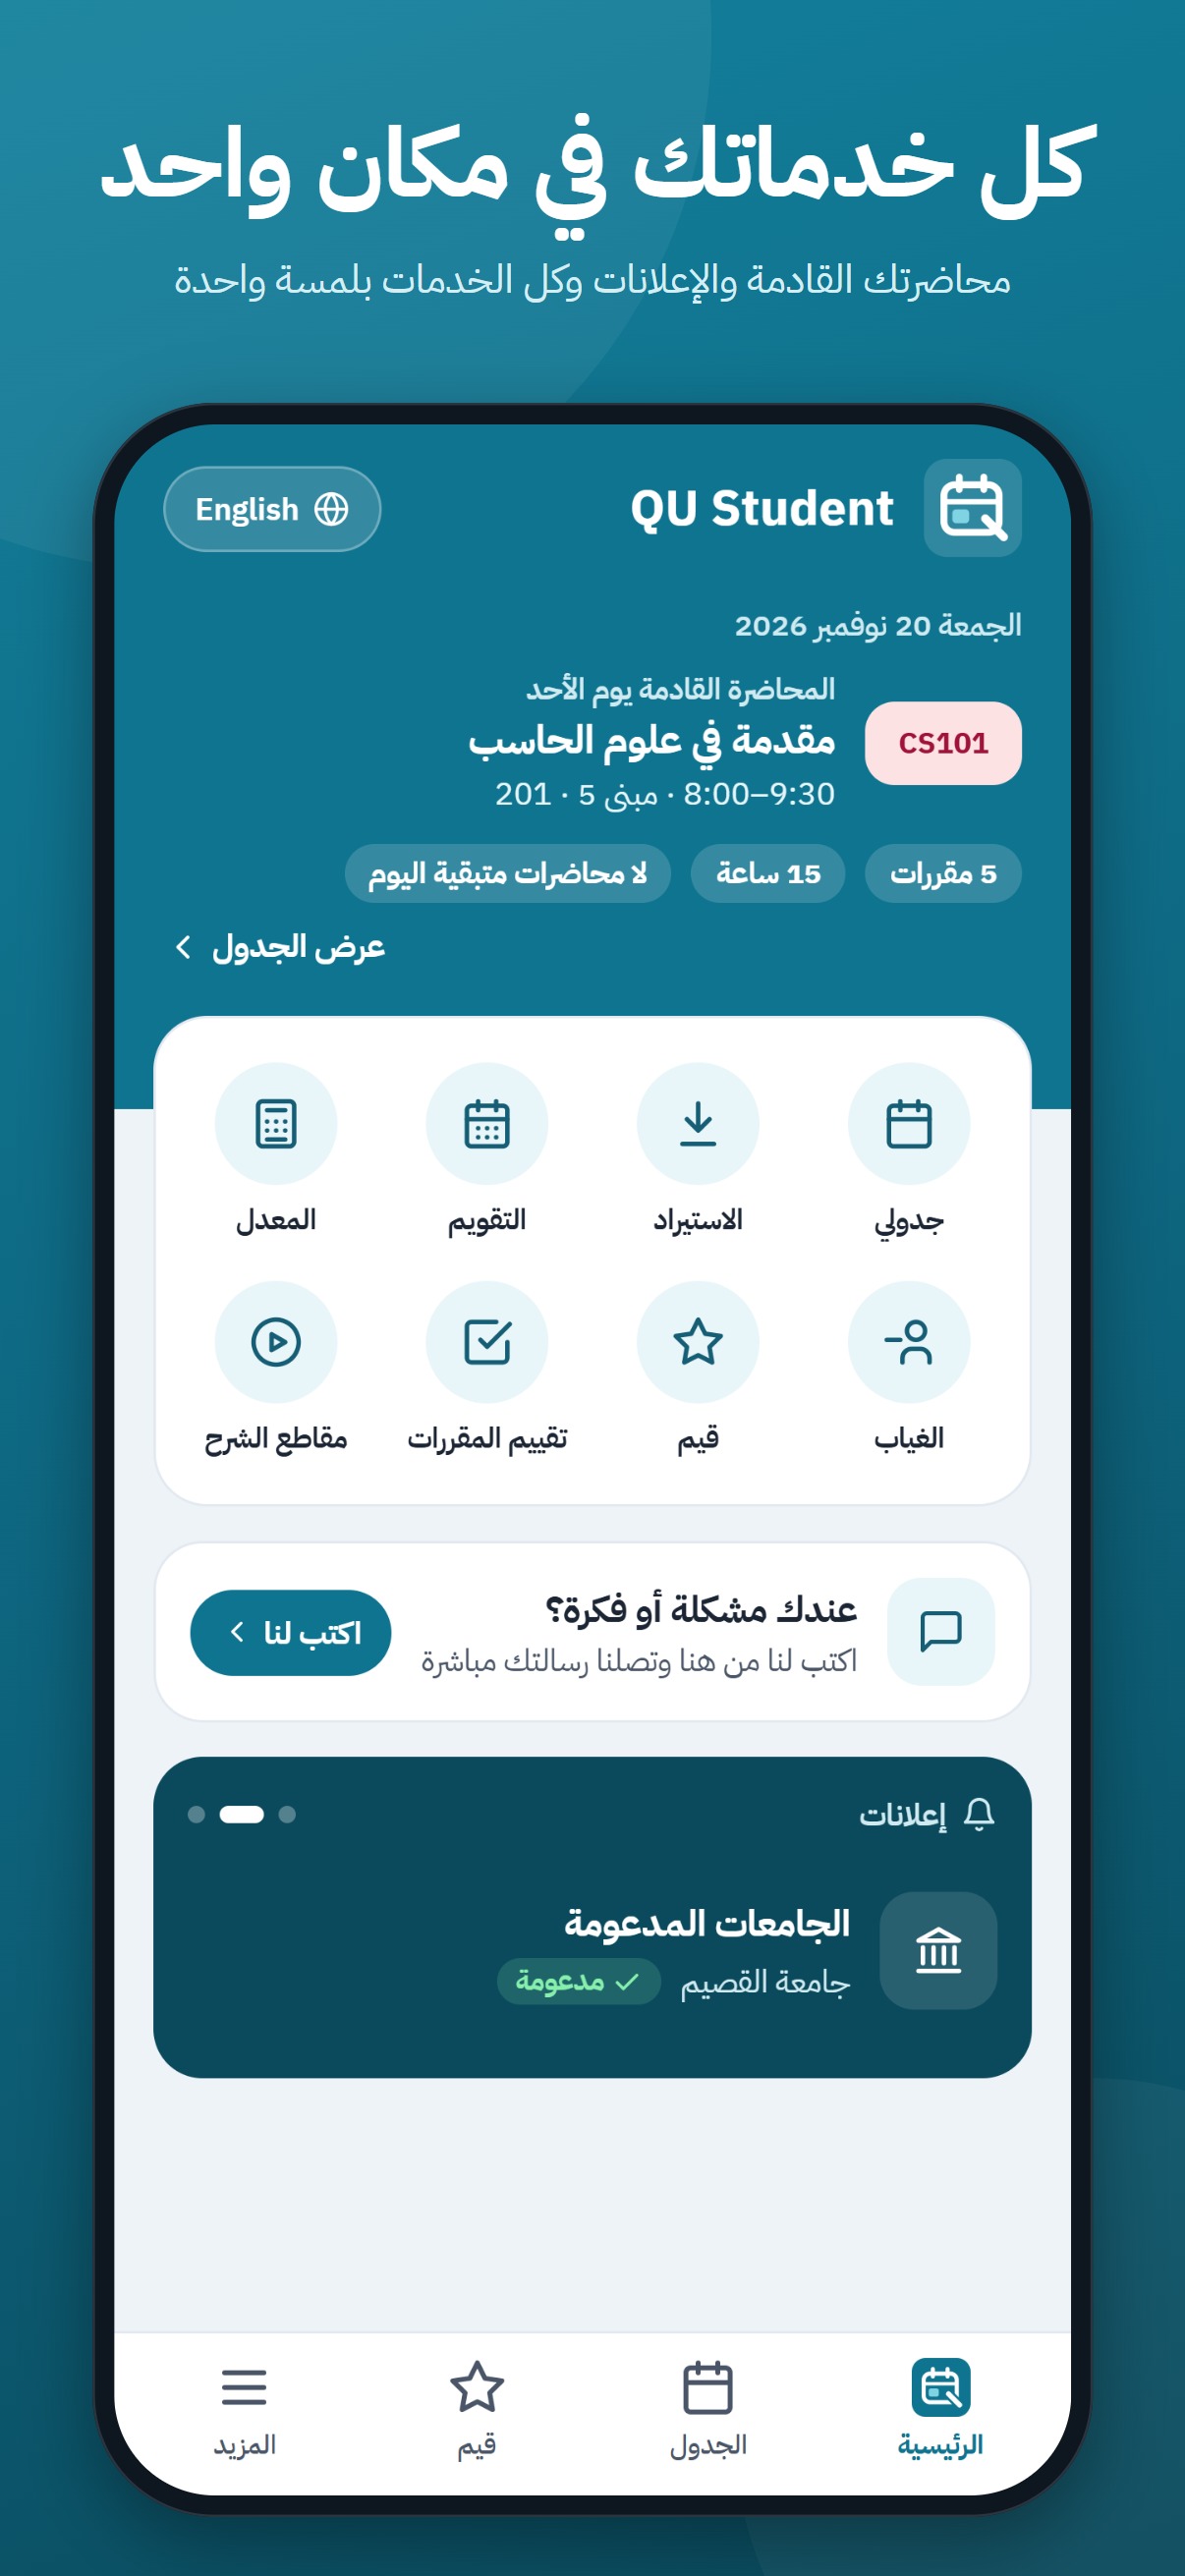 كل خدماتك في مكان واحد
محاضرتك القادمة والإعلانات وكل الخدمات بلمسة واحدة
QU Student
English
الجمعة 20 نوفمبر 2026
CS101
المحاضرة القادمة يوم الأحد
مقدمة في علوم الحاسب
8:00–9:30 · مبنى 5 · 201
5 مقررات
15 ساعة
لا محاضرات متبقية اليوم
عرض الجدول
جدولي
الاستيراد
التقويم
المعدل
الغياب
قيم
تقييم المقررات
مقاطع الشرح
عندك مشكلة أو فكرة؟
اكتب لنا من هنا وتصلنا رسالتك مباشرة
اكتب لنا
إعلانات
الجامعات المدعومة
جامعة القصيم
مدعومة
الرئيسية
الجدول
قيم
المزيد